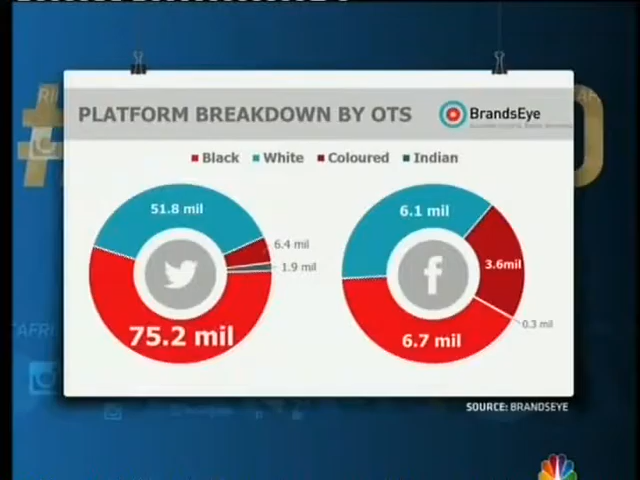 PLATFORM BREAKDOWN BY OTS
BrandsEye
Black White Coloured Indian
51.8 mil
6.4 mil
1.9 mil
75.2 mil
6.1 mil
3.6mil
0.3 mil
6.7 mil
SOURCE: BRANDSEYE